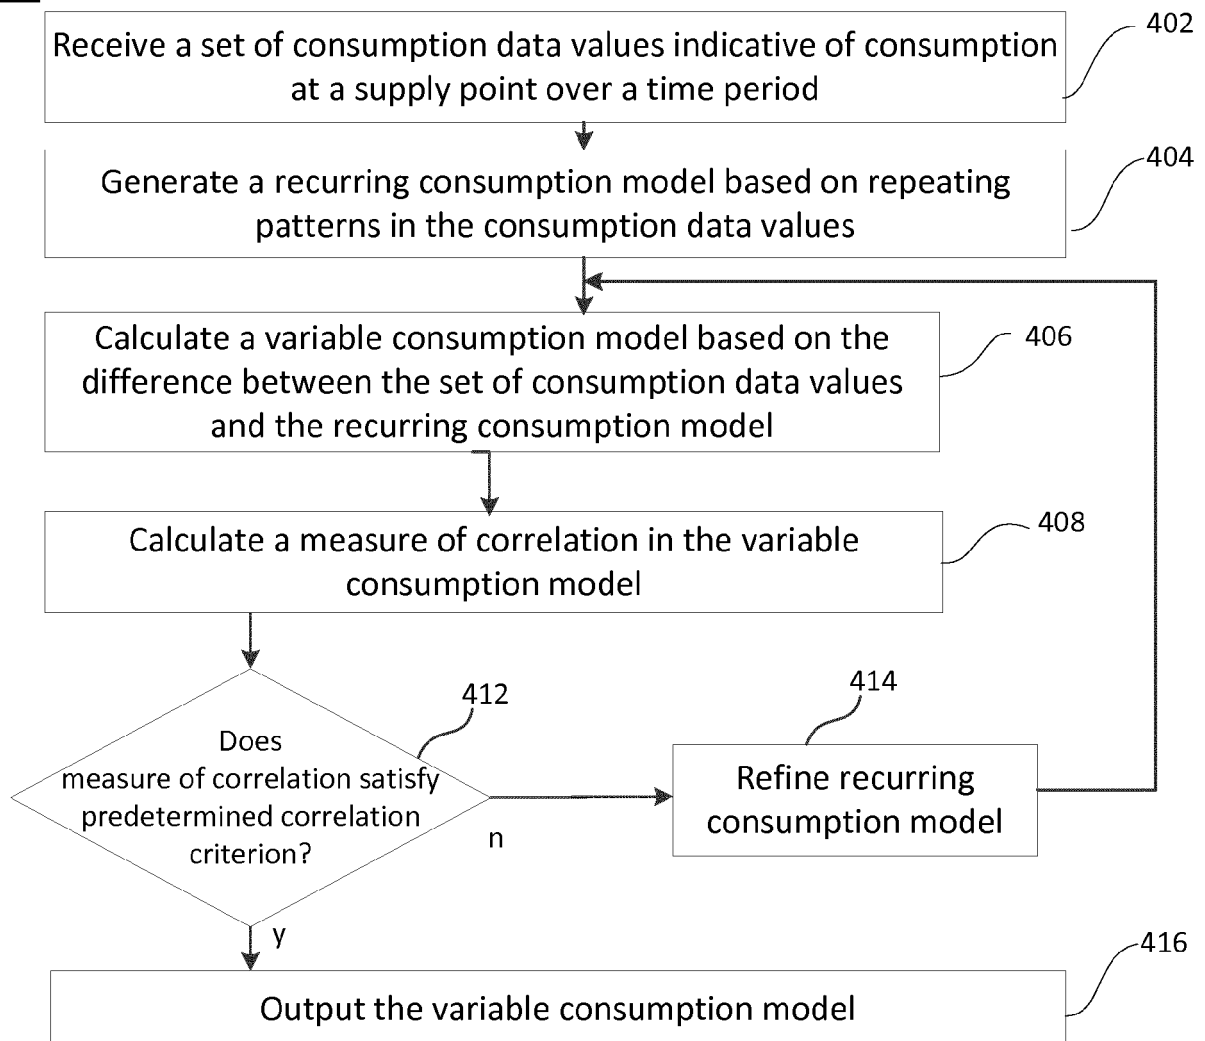 Receive a set of consumption data values indicative of consumption
at a supply point over a time period
402
Generate a recurring consumption model based on repeating
patterns in the consumption data values
404
Calculate a variable consumption model based on the
difference between the set of consumption data values
and the recurring consumption model
406
Calculate a measure of correlation in the variable
consumption model
408
Does
measure of correlation satisfy
predetermined correlation
criterion?
412
n
414
Refine recurring
consumption model
y
Output the variable consumption model
416